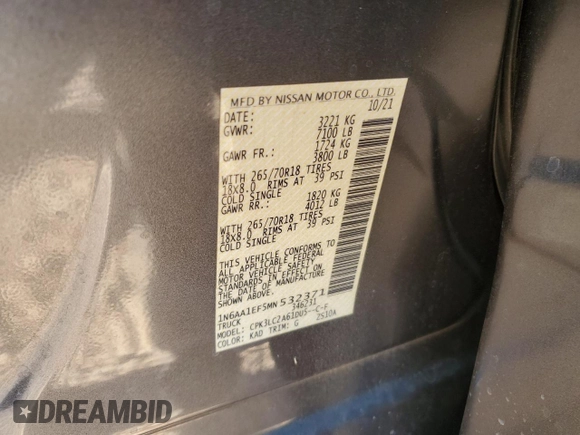 MFD BY NISSAN MOTOR CO., LTD.
DATE: 10/21
GVWR: 3221 KG
7100 LB
GAWR FR.: 1724 KG
3800 LB
WITH 265/70R18 TIRES
18X8.0 RIMS AT 39 PSI
COLD SINGLE
GAWR RR.: 1820 KG
4012 LB
WITH 265/70R18 TIRES
18X8.0 RIMS AT 39 PSI
COLD SINGLE
THIS VEHICLE CONFORMS TO
ALL APPLICABLE FEDERAL
MOTOR VEHICLE SAFETY
STANDARDS IN EFFECT ON
THE DATE OF MFR. SHOWN
ABOVE.
1N6AA1EF5MN532371
TRUCK 346231
MODEL: CPK3LC2A61DU5--C-F
COLOR: KAD TRIM: G 2510A
DREAMBID